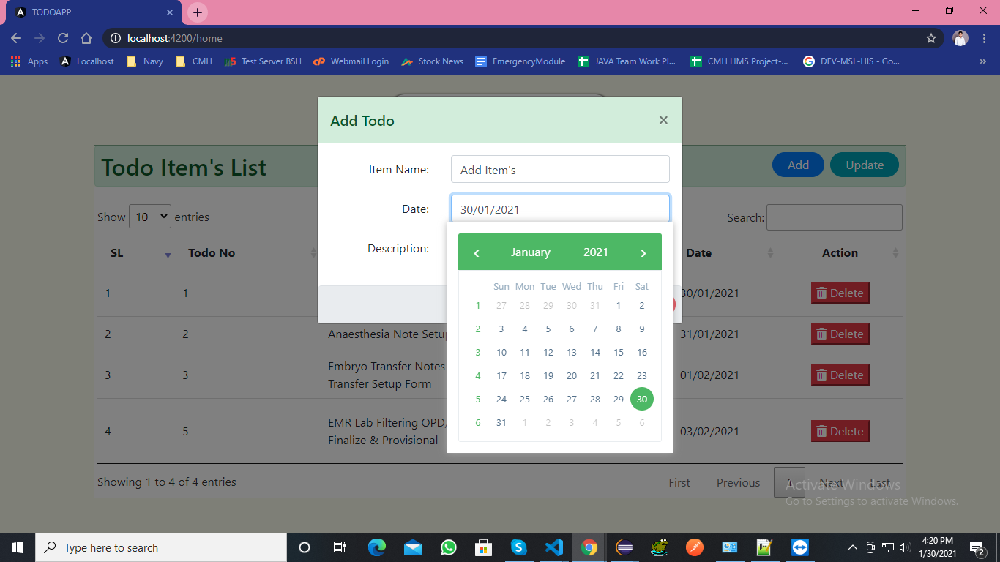 TODOAPP
localhost:4200/home
Apps Localhost Navy CMH Test Server BSH Webmail Login Stock News EmergencyModule JAVA Team Work Pl... CMH HMS Project-... DEV-MSL-HIS - Go... »
Add Todo ×
Item Name: Add Item's
Date: 30/01/2021
Description:
Todo Item's List Add Update
Show 10 entries Search:
SL Todo No Date Action
1 1 30/01/2021 Delete
2 2 Anaesthesia Note Setup 31/01/2021 Delete
3 3 Embryo Transfer Notes 01/02/2021 Delete
Transfer Setup Form
4 5 EMR Lab Filtering OPD/ 03/02/2021 Delete
Finalize & Provisional
‹ January 2021 ›
Sun Mon Tue Wed Thu Fri Sat
1 27 28 29 30 31 1 2
2 3 4 5 6 7 8 9
3 10 11 12 13 14 15 16
4 17 18 19 20 21 22 23
5 24 25 26 27 28 29 30
6 31 1 2 3 4 5 6
Showing 1 to 4 of 4 entries First Previous 1 Next Last
Activate Windows
Go to Settings to activate Windows.
Type here to search
4:20 PM
1/30/2021
2